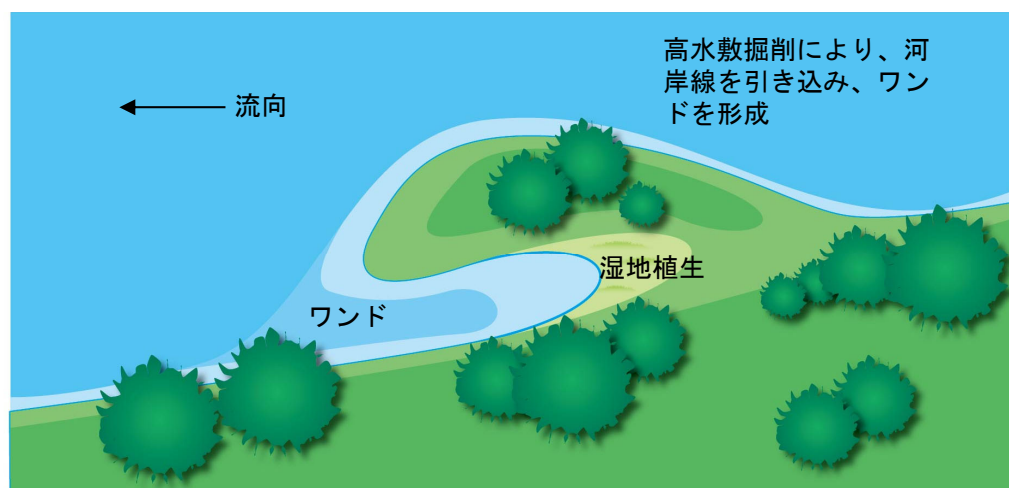 高水敷掘削により、河
岸線を引き込み、ワン
ドを形成
流向
湿地植生
ワンド